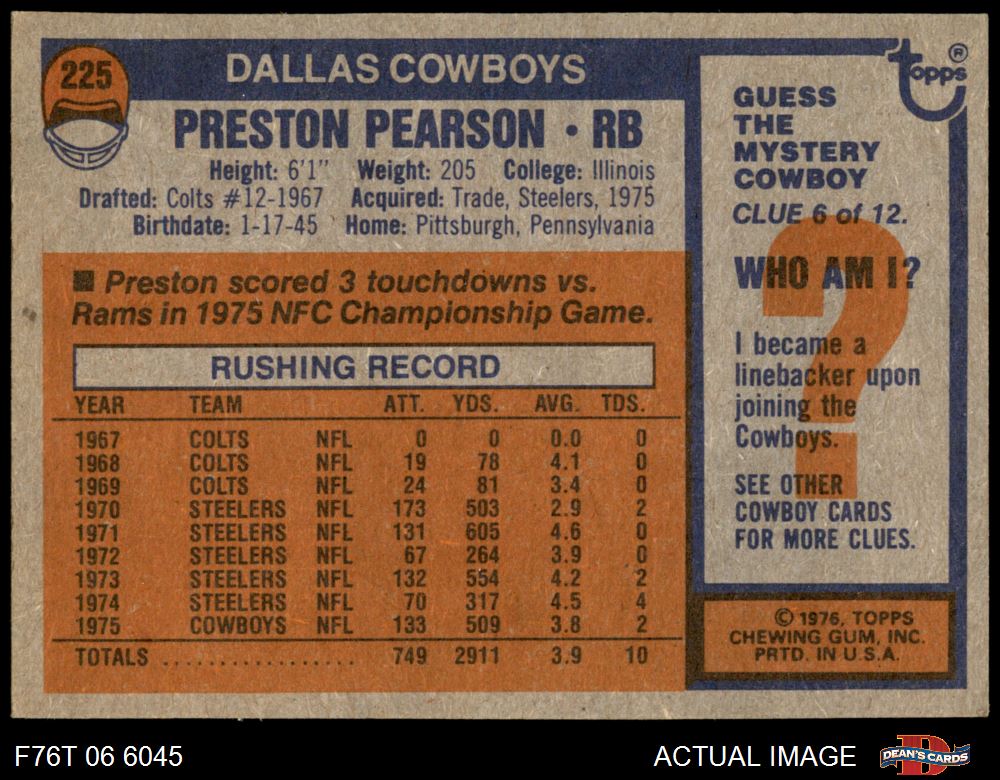 225
DALLAS COWBOYS
PRESTON PEARSON • RB
Height: 6'1" Weight: 205 College: Illinois
Drafted: Colts #12-1967 Acquired: Trade, Steelers, 1975
Birthdate: 1-17-45 Home: Pittsburgh, Pennsylvania
■ Preston scored 3 touchdowns vs.
Rams in 1975 NFC Championship Game.
RUSHING RECORD
YEAR TEAM ATT. YDS. AVG. TDS.
1967 COLTS NFL 0 0 0.0 0
1968 COLTS NFL 19 78 4.1 0
1969 COLTS NFL 24 81 3.4 0
1970 STEELERS NFL 173 503 2.9 2
1971 STEELERS NFL 131 605 4.6 0
1972 STEELERS NFL 67 264 3.9 0
1973 STEELERS NFL 132 554 4.2 2
1974 STEELERS NFL 70 317 4.5 4
1975 COWBOYS NFL 133 509 3.8 2
TOTALS .................. 749 2911 3.9 10
topps ®
GUESS
THE
MYSTERY
COWBOY
CLUE 6 of 12.
?
WHO AM I?
I became a
linebacker upon
joining the
Cowboys.
SEE OTHER
COWBOY CARDS
FOR MORE CLUES.
© 1976, TOPPS
CHEWING GUM, INC.
PRTD. IN U.S.A.
F76T 06 6045
ACTUAL IMAGE
DEAN'S CARDS